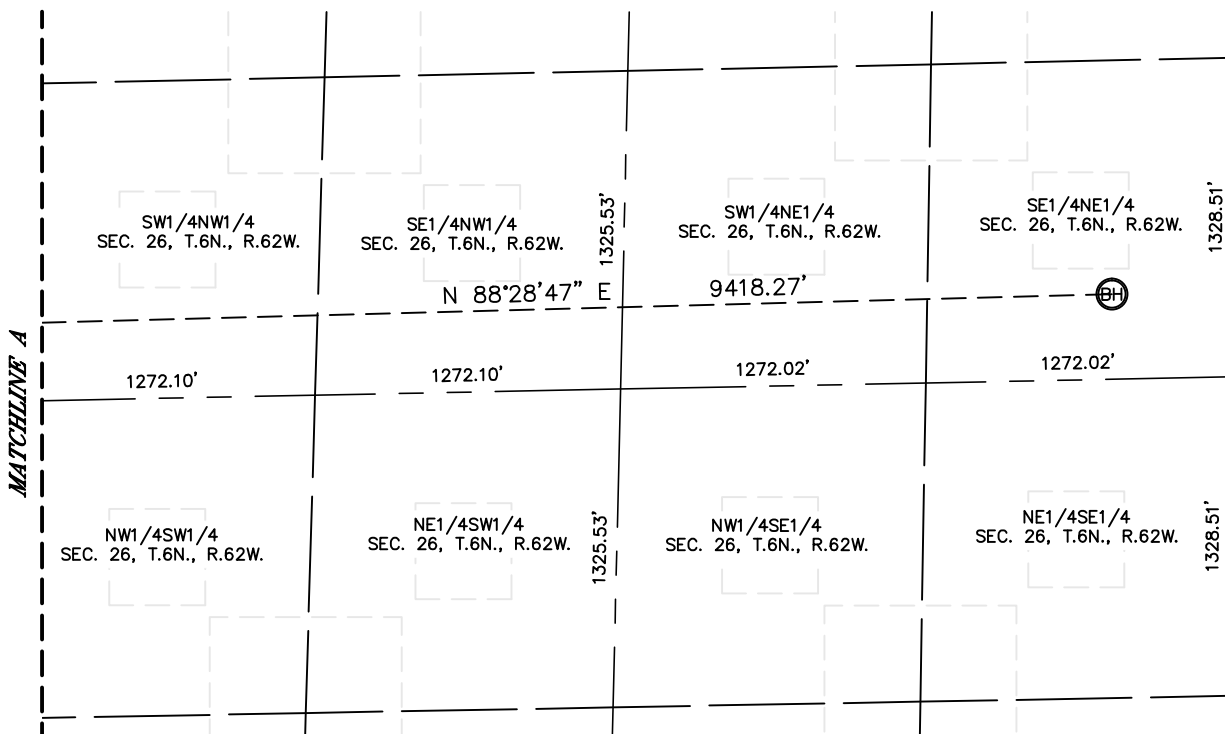 MATCHLINE A
SW1/4NW1/4
SEC. 26, T.6N., R.62W.
SE1/4NW1/4
SEC. 26, T.6N., R.62W.
1325.53'
SW1/4NE1/4
SEC. 26, T.6N., R.62W.
SE1/4NE1/4
SEC. 26, T.6N., R.62W.
1328.51'
N 88°28'47" E
9418.27'
BH
1272.10'
1272.10'
1272.02'
1272.02'
NW1/4SW1/4
SEC. 26, T.6N., R.62W.
NE1/4SW1/4
SEC. 26, T.6N., R.62W.
1325.53'
NW1/4SE1/4
SEC. 26, T.6N., R.62W.
NE1/4SE1/4
SEC. 26, T.6N., R.62W.
1328.51'